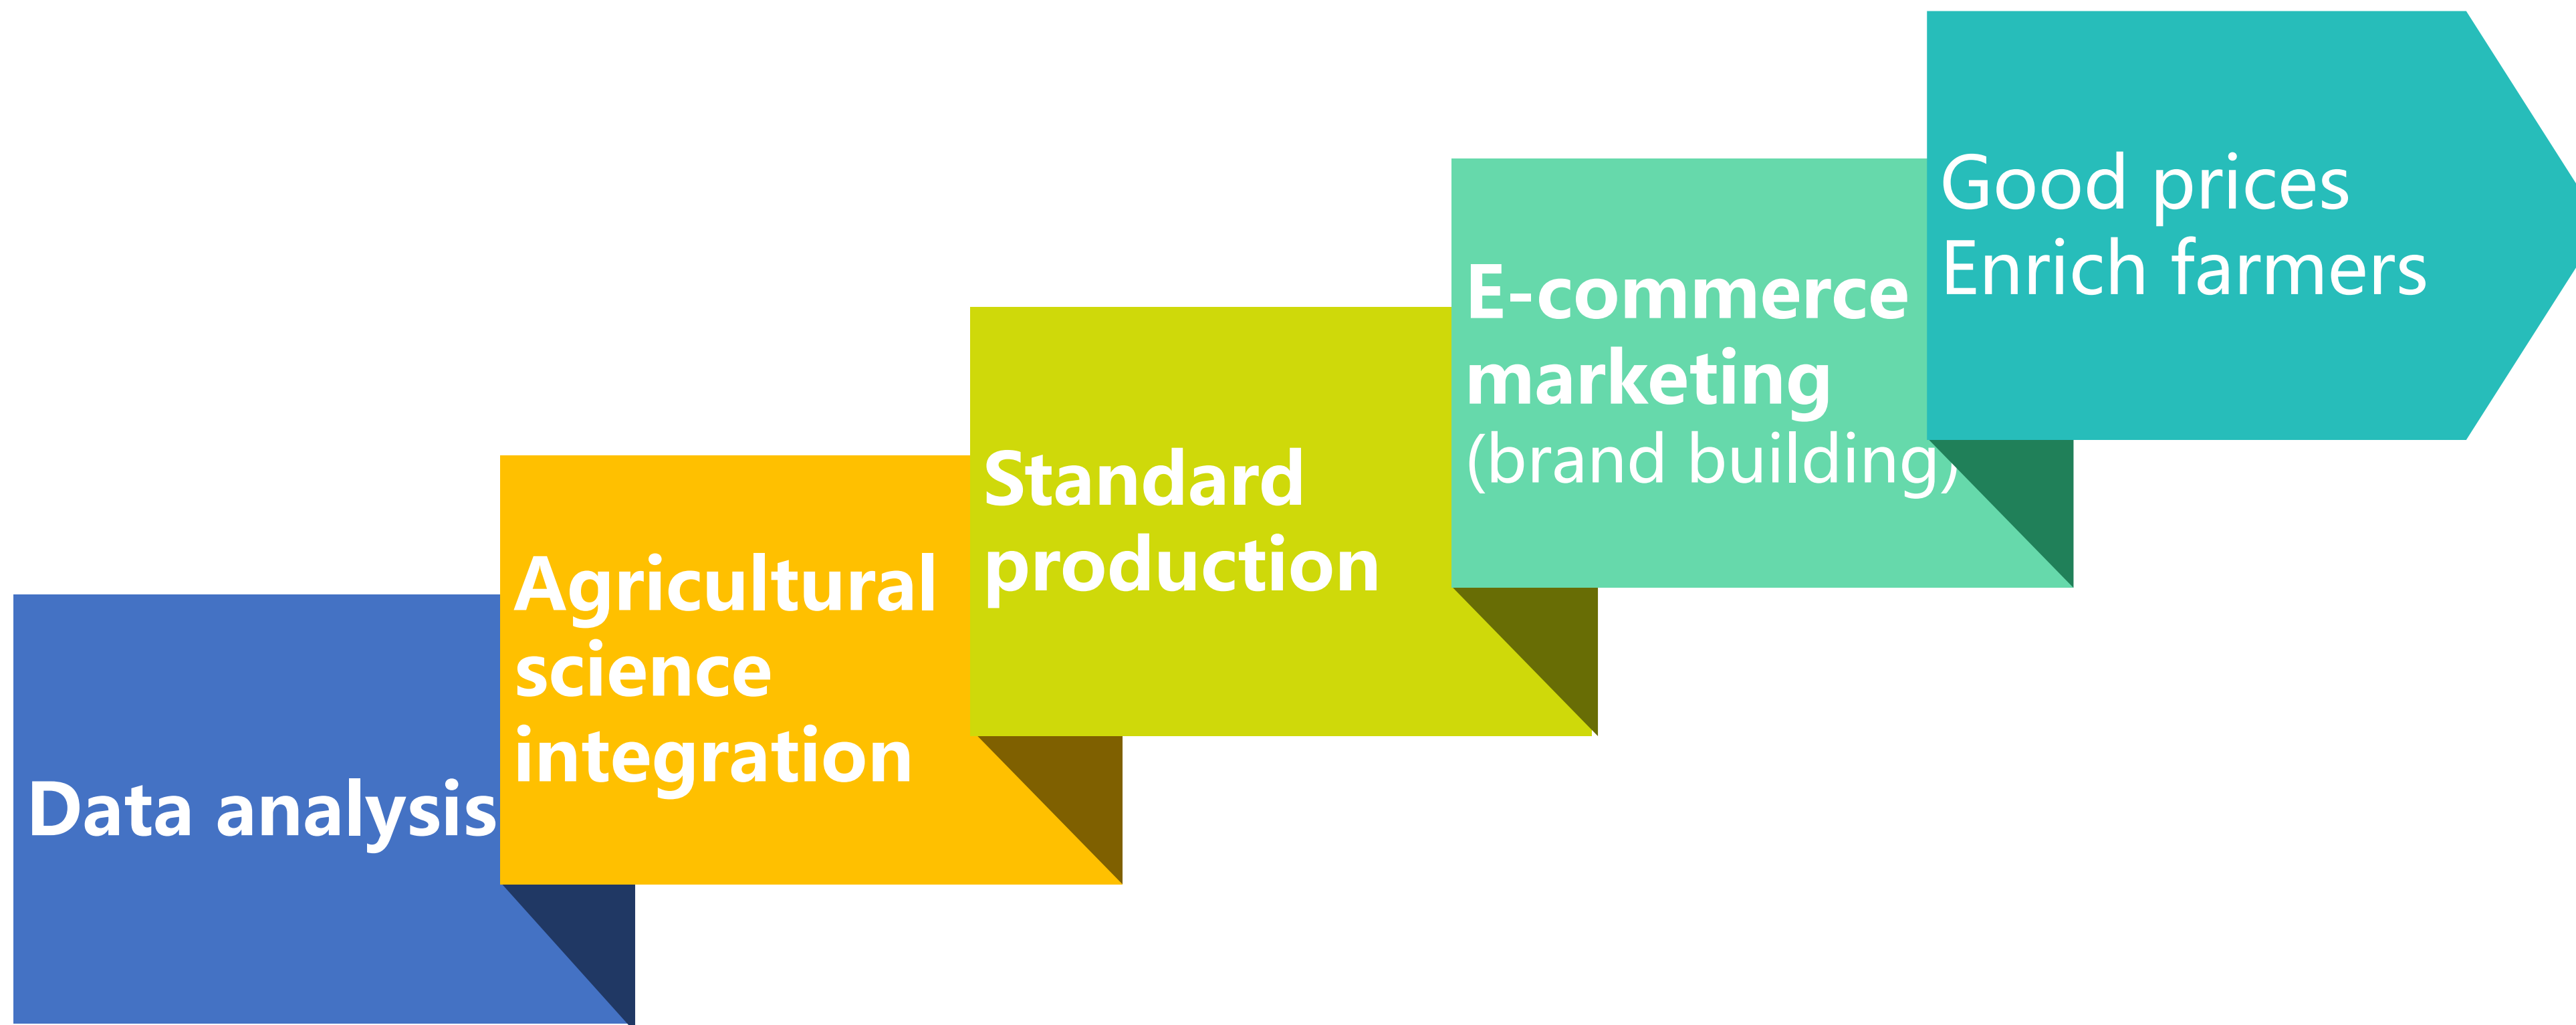 Data analysis
Agricultural
science
integration
Standard
production
E-commerce
marketing
(brand building)
Good prices
Enrich farmers